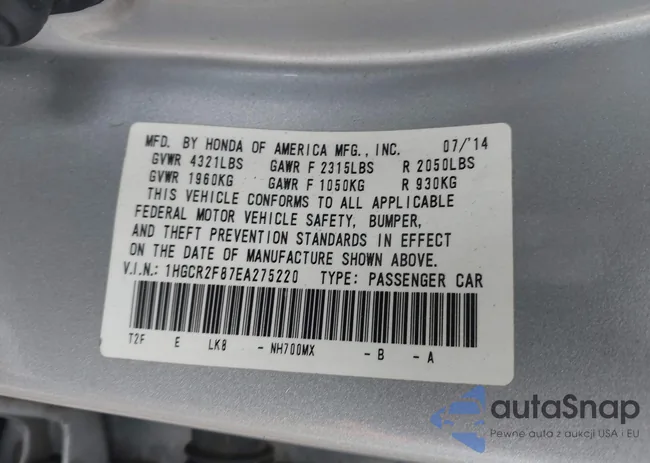 MFD. BY HONDA OF AMERICA MFG., INC. 07/'14
GVWR 4321LBS GAWR F 2315LBS R 2050LBS
GVWR 1960KG GAWR F 1050KG R 930KG
THIS VEHICLE CONFORMS TO ALL APPLICABLE
FEDERAL MOTOR VEHICLE SAFETY, BUMPER,
AND THEFT PREVENTION STANDARDS IN EFFECT
ON THE DATE OF MANUFACTURE SHOWN ABOVE.
V.I.N.: 1HGCR2F87EA275220 TYPE: PASSENGER CAR
T2F E LK8 - NH700MX - B - A
autaSnap
Pewne auta z aukcji USA i EU